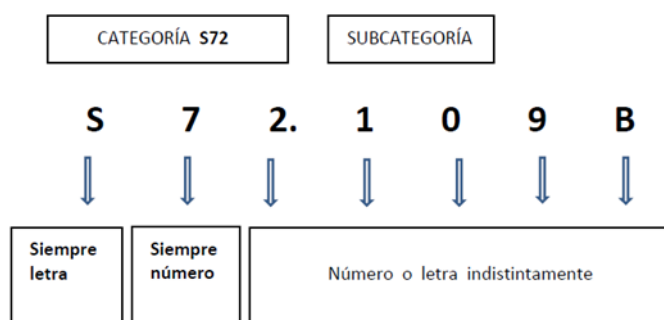 CATEGORÍA S72
SUBCATEGORÍA
S 7 2. 1 0 9 B
Siempre letra
Siempre número
Número o letra indistintamente